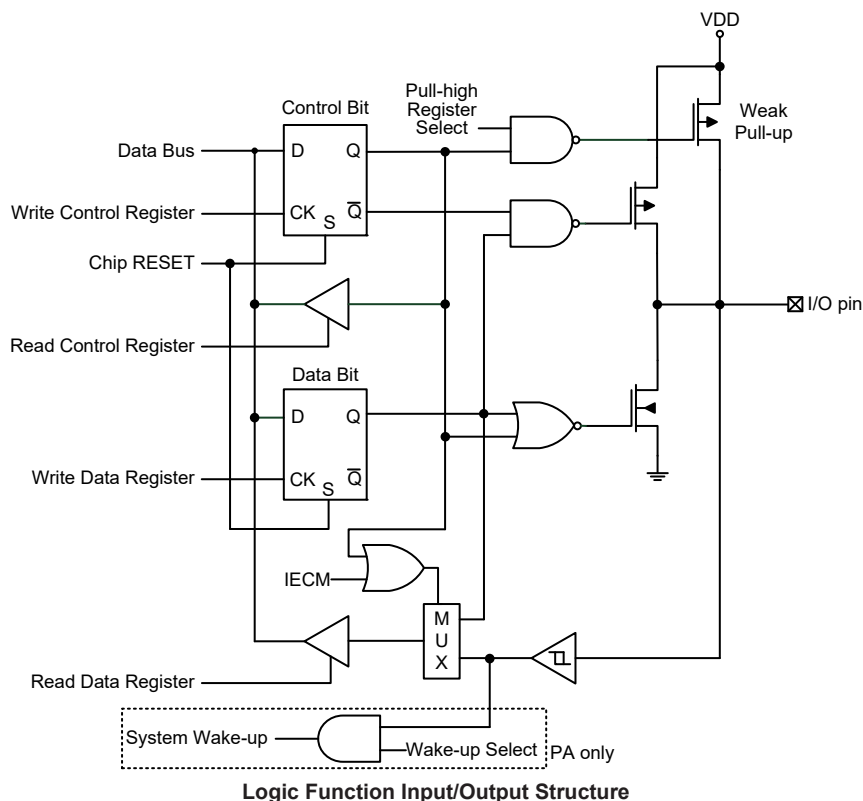 VDD
Pull-high
Register
Select
Weak
Pull-up
Control Bit
Data Bus
D
Q
Write Control Register
CK
S
Q̅
Chip RESET
I/O pin
Read Control Register
Data Bit
D
Q
Write Data Register
CK
S
Q̅
IECM
M
U
X
Read Data Register
System Wake-up
Wake-up Select
PA only
Logic Function Input/Output Structure